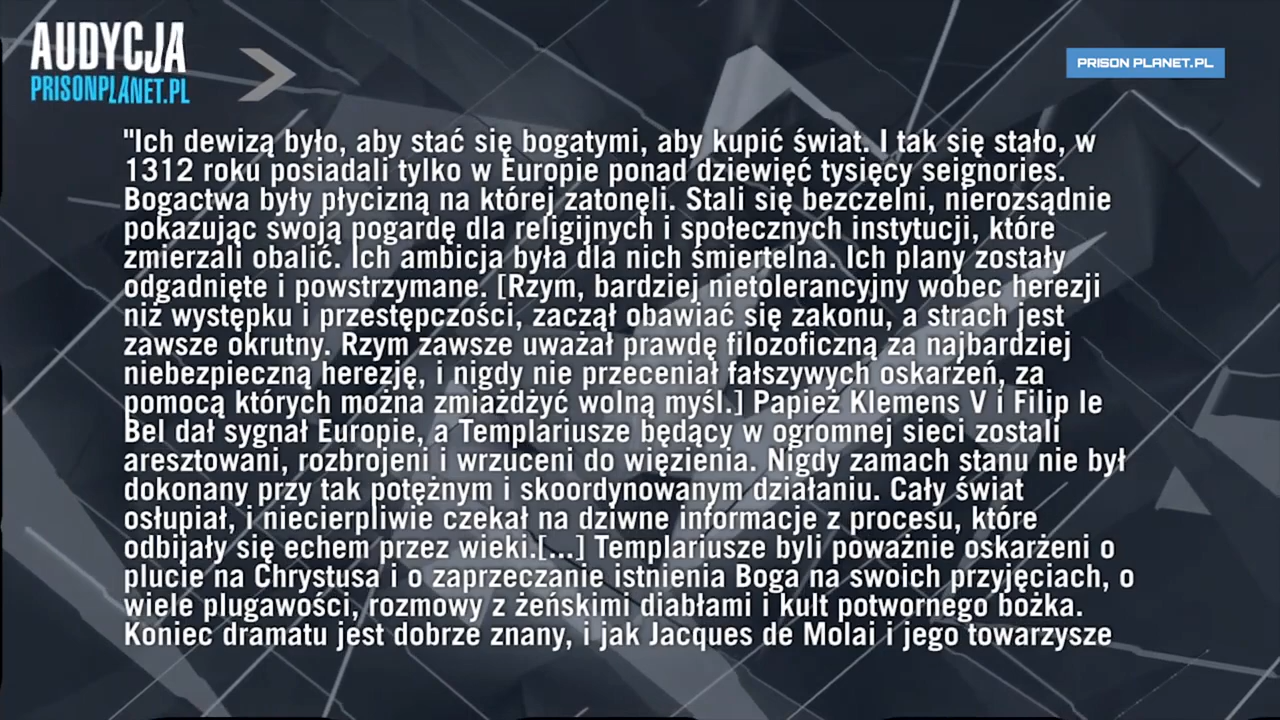 AUDYCJA
PRISONPLANET.PL
PRISON PLANET.PL
"Ich dewizą było, aby stać się bogatymi, aby kupić świat. I tak się stało, w
1312 roku posiadali tylko w Europie ponad dziewięć tysięcy seignories.
Bogactwa były płycizną na której zatonęli. Stali się bezczelni, nierozsądnie
pokazując swoją pogardę dla religijnych i społecznych instytucji, które
zmierzali obalić. Ich ambicja była dla nich śmiertelna. Ich plany zostały
odgadnięte i powstrzymane. [Rzym, bardziej nietolerancyjny wobec herezji
niż występku i przestępczości, zaczął obawiać się zakonu, a strach jest
zawsze okrutny. Rzym zawsze uważał prawdę filozoficzną za najbardziej
niebezpieczną herezję, i nigdy nie przeceniał fałszywych oskarżeń, za
pomocą których można zmiażdżyć wolną myśl.] Papież Klemens V i Filip le
Bel dał sygnał Europie, a Templariusze będący w ogromnej sieci zostali
aresztowani, rozbrojeni i wrzuceni do więzienia. Nigdy zamach stanu nie był
dokonany przy tak potężnym i skoordynowanym działaniu. Cały świat
osłupiał, i niecierpliwie czekał na dziwne informacje z procesu, które
odbijały się echem przez wieki.[...] Templariusze byli poważnie oskarżeni o
plucie na Chrystusa i o zaprzeczanie istnienia Boga na swoich przyjęciach, o
wiele plugawości, rozmowy z żeńskimi diabłami i kult potwornego bożka.
Koniec dramatu jest dobrze znany, i jak Jacques de Molai i jego towarzysze